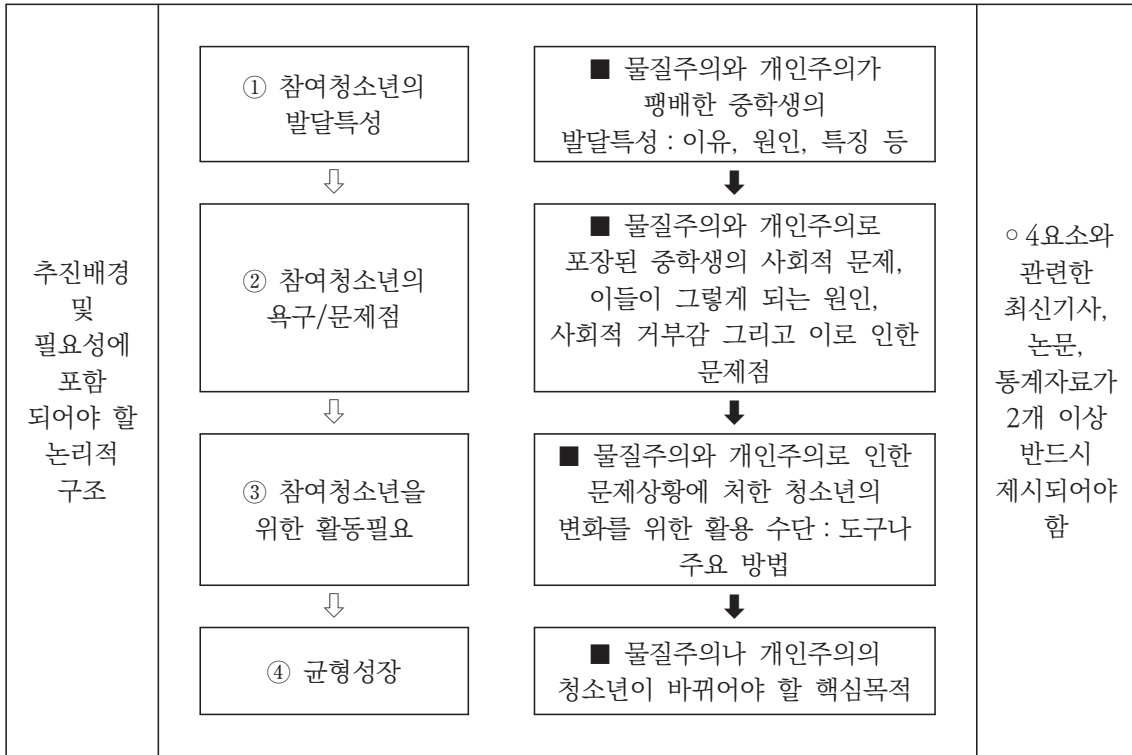 추진배경
및
필요성에
포함
되어야 할
논리적
구조
① 참여청소년의
발달특성
⇩
② 참여청소년의
욕구/문제점
⇩
③ 참여청소년을
위한 활동필요
⇩
④ 균형성장
■ 물질주의와 개인주의가
팽배한 중학생의
발달특성 : 이유, 원인, 특징 등
■ 물질주의와 개인주의로
포장된 중학생의 사회적 문제,
이들이 그렇게 되는 원인,
사회적 거부감 그리고 이로 인한
문제점
■ 물질주의와 개인주의로 인한
문제상황에 처한 청소년의
변화를 위한 활용 수단 : 도구나
주요 방법
■ 물질주의나 개인주의의
청소년이 바뀌어야 할 핵심목적
○ 4요소와
관련한
최신기사,
논문,
통계자료가
2개 이상
반드시
제시되어야
함